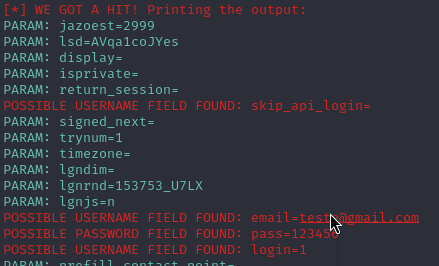 [*] WE GOT A HIT! Printing the output:
PARAM: jazoest=2999
PARAM: lsd=AVqa1coJYes
PARAM: display=
PARAM: isprivate=
PARAM: return_session=
POSSIBLE USERNAME FIELD FOUND: skip_api_login=
PARAM: signed_next=
PARAM: trynum=1
PARAM: timezone=
PARAM: lgndim=
PARAM: lgnrnd=153753_U7LX
PARAM: lgnjs=n
POSSIBLE USERNAME FIELD FOUND: email=test@gmail.com
POSSIBLE PASSWORD FIELD FOUND: pass=123456
POSSIBLE USERNAME FIELD FOUND: login=1
PARAM: prefill_contact_point=